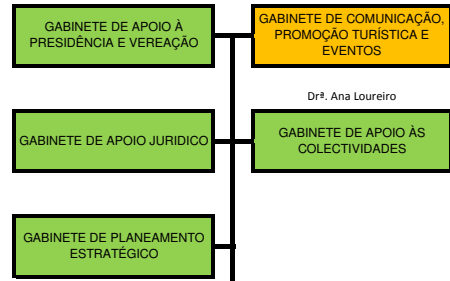 GABINETE DE APOIO À
PRESIDÊNCIA E VEREAÇÃO
GABINETE DE COMUNICAÇÃO,
PROMOÇÃO TURÍSTICA E
EVENTOS
Drª. Ana Loureiro
GABINETE DE APOIO JURIDICO
GABINETE DE APOIO ÀS
COLECTIVIDADES
GABINETE DE PLANEAMENTO
ESTRATÉGICO